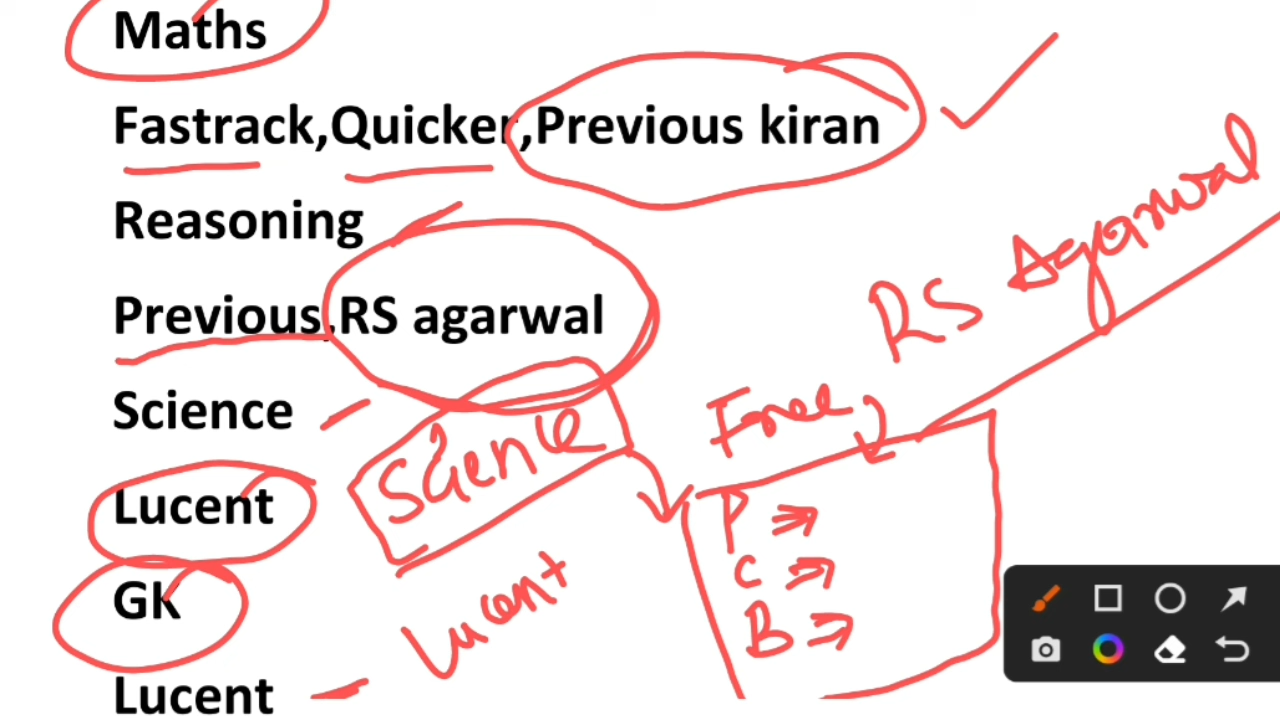 Maths
Fastrack,Quicker,Previous kiran
Reasoning
RS Agarwal
Previous,RS agarwal
Free
Science
Science
Lucent
P ⇒
C ⇒
GK
Lucent
B ⇒
Lucent